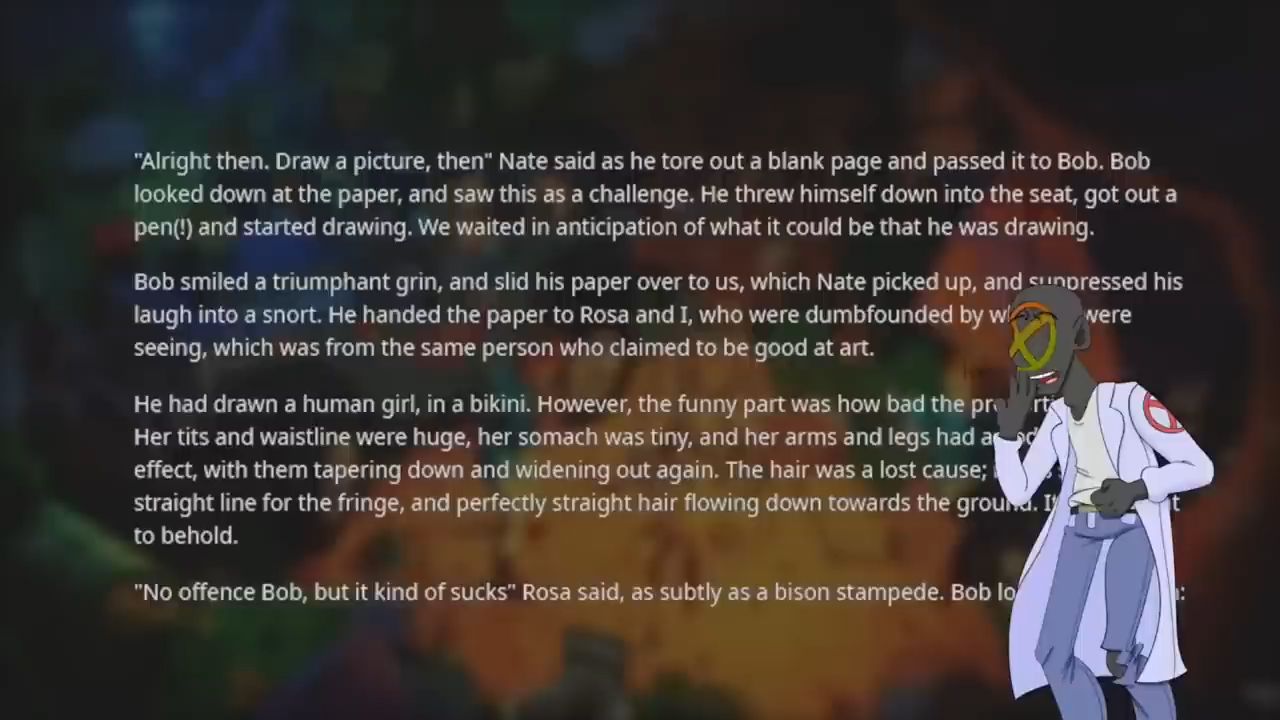 "Alright then. Draw a picture, then" Nate said as he tore out a blank page and passed it to Bob. Bob
looked down at the paper, and saw this as a challenge. He threw himself down into the seat, got out a
pen(!) and started drawing. We waited in anticipation of what it could be that he was drawing.
Bob smiled a triumphant grin, and slid his paper over to us, which Nate picked up, and suppressed his
laugh into a snort. He handed the paper to Rosa and I, who were dumbfounded by were
seeing, which was from the same person who claimed to be good at art.
He had drawn a human girl, in a bikini. However, the funny part was how bad the
Her tits and waistline were huge, her somach was tiny, and her arms and legs had
effect, with them tapering down and widening out again. The hair was a lost cause;
straight line for the fringe, and perfectly straight hair flowing down towards the ground.
to behold.
"No offence Bob, but it kind of sucks" Rosa said, as subtly as a bison stampede. Bob